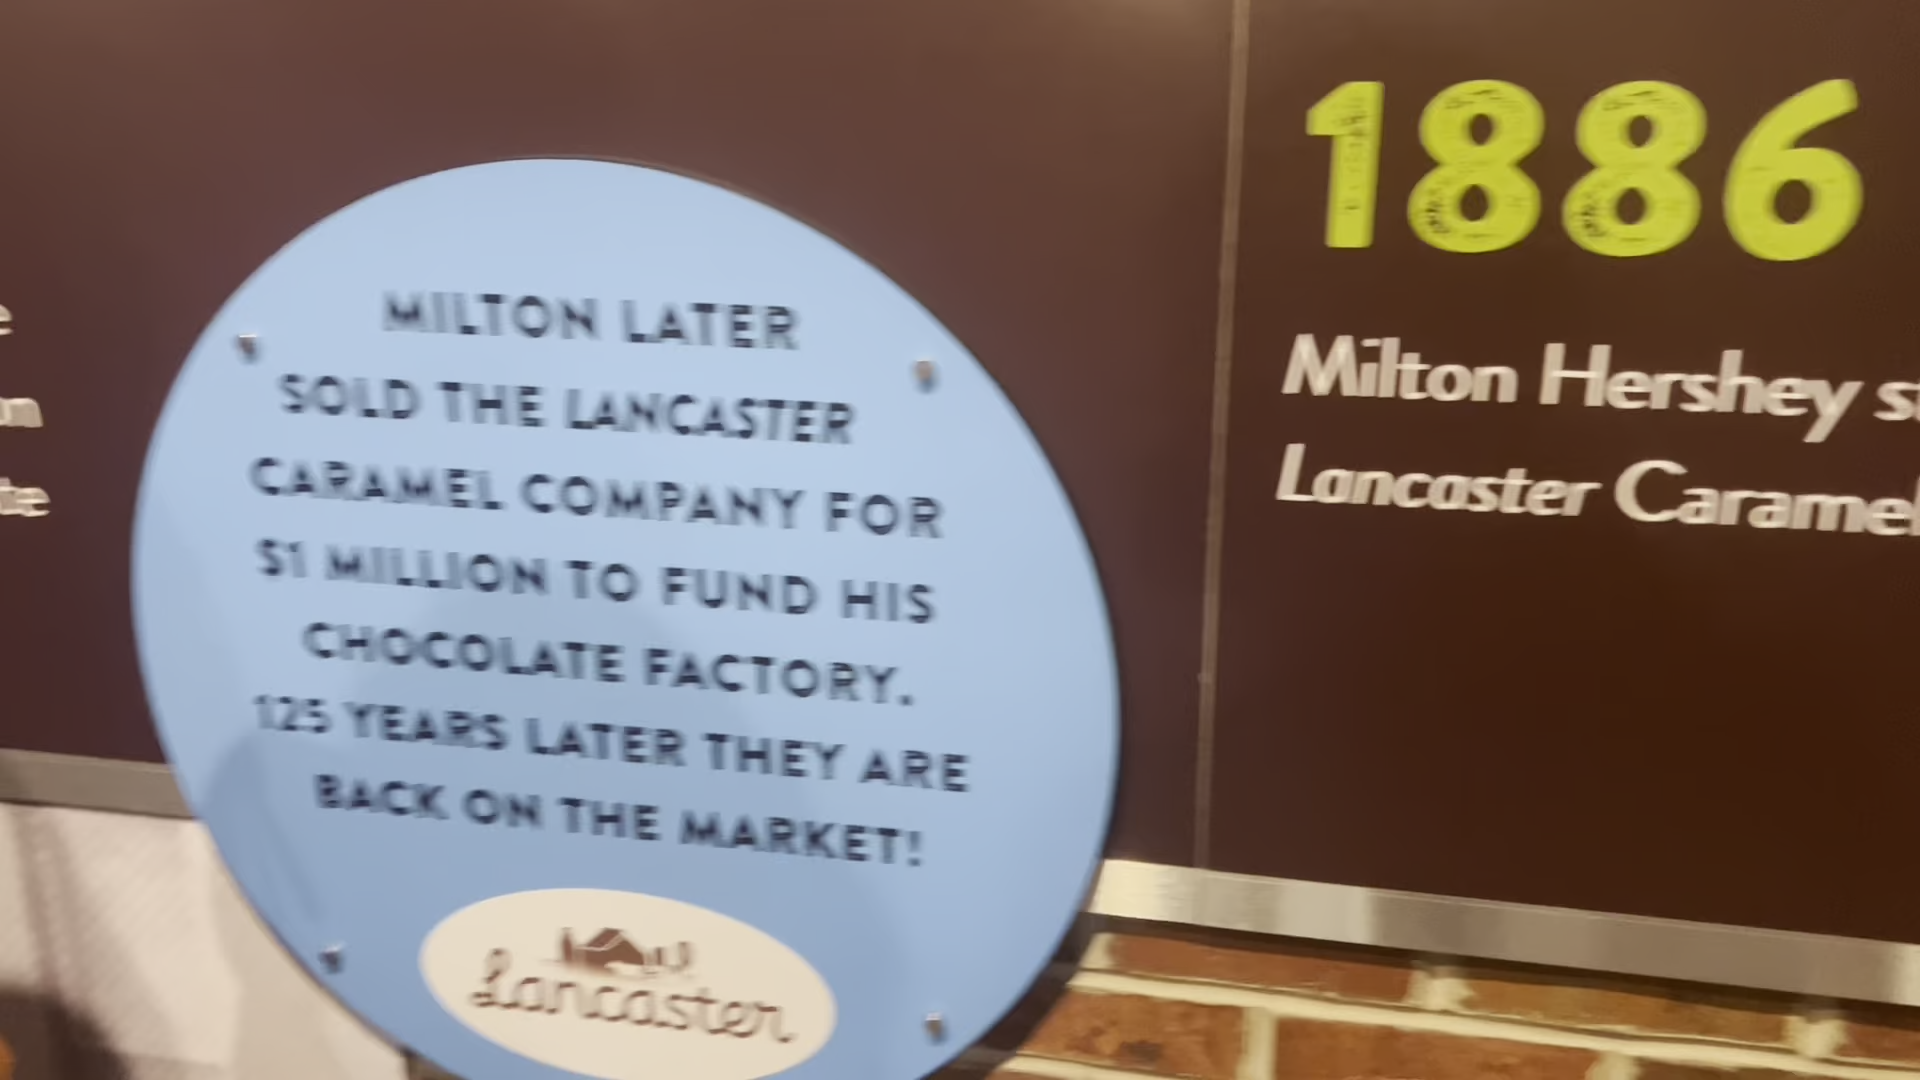 MILTON LATER
SOLD THE LANCASTER
CARAMEL COMPANY FOR
$1 MILLION TO FUND HIS
CHOCOLATE FACTORY.
125 YEARS LATER THEY ARE
BACK ON THE MARKET!
Lancaster
1886
Milton Hershey
Lancaster Caramel